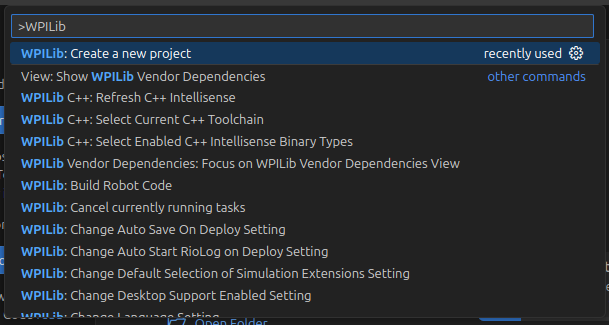 >WPILib
WPILib: Create a new project recently used
View: Show WPILib Vendor Dependencies other commands
WPILib C++: Refresh C++ Intellisense
WPILib C++: Select Current C++ Toolchain
WPILib C++: Select Enabled C++ Intellisense Binary Types
WPILib Vendor Dependencies: Focus on WPILib Vendor Dependencies View
WPILib: Build Robot Code
WPILib: Cancel currently running tasks
WPILib: Change Auto Save On Deploy Setting
WPILib: Change Auto Start RioLog on Deploy Setting
WPILib: Change Default Selection of Simulation Extensions Setting
WPILib: Change Desktop Support Enabled Setting
WPILib: Change Language Setting
Open Folder